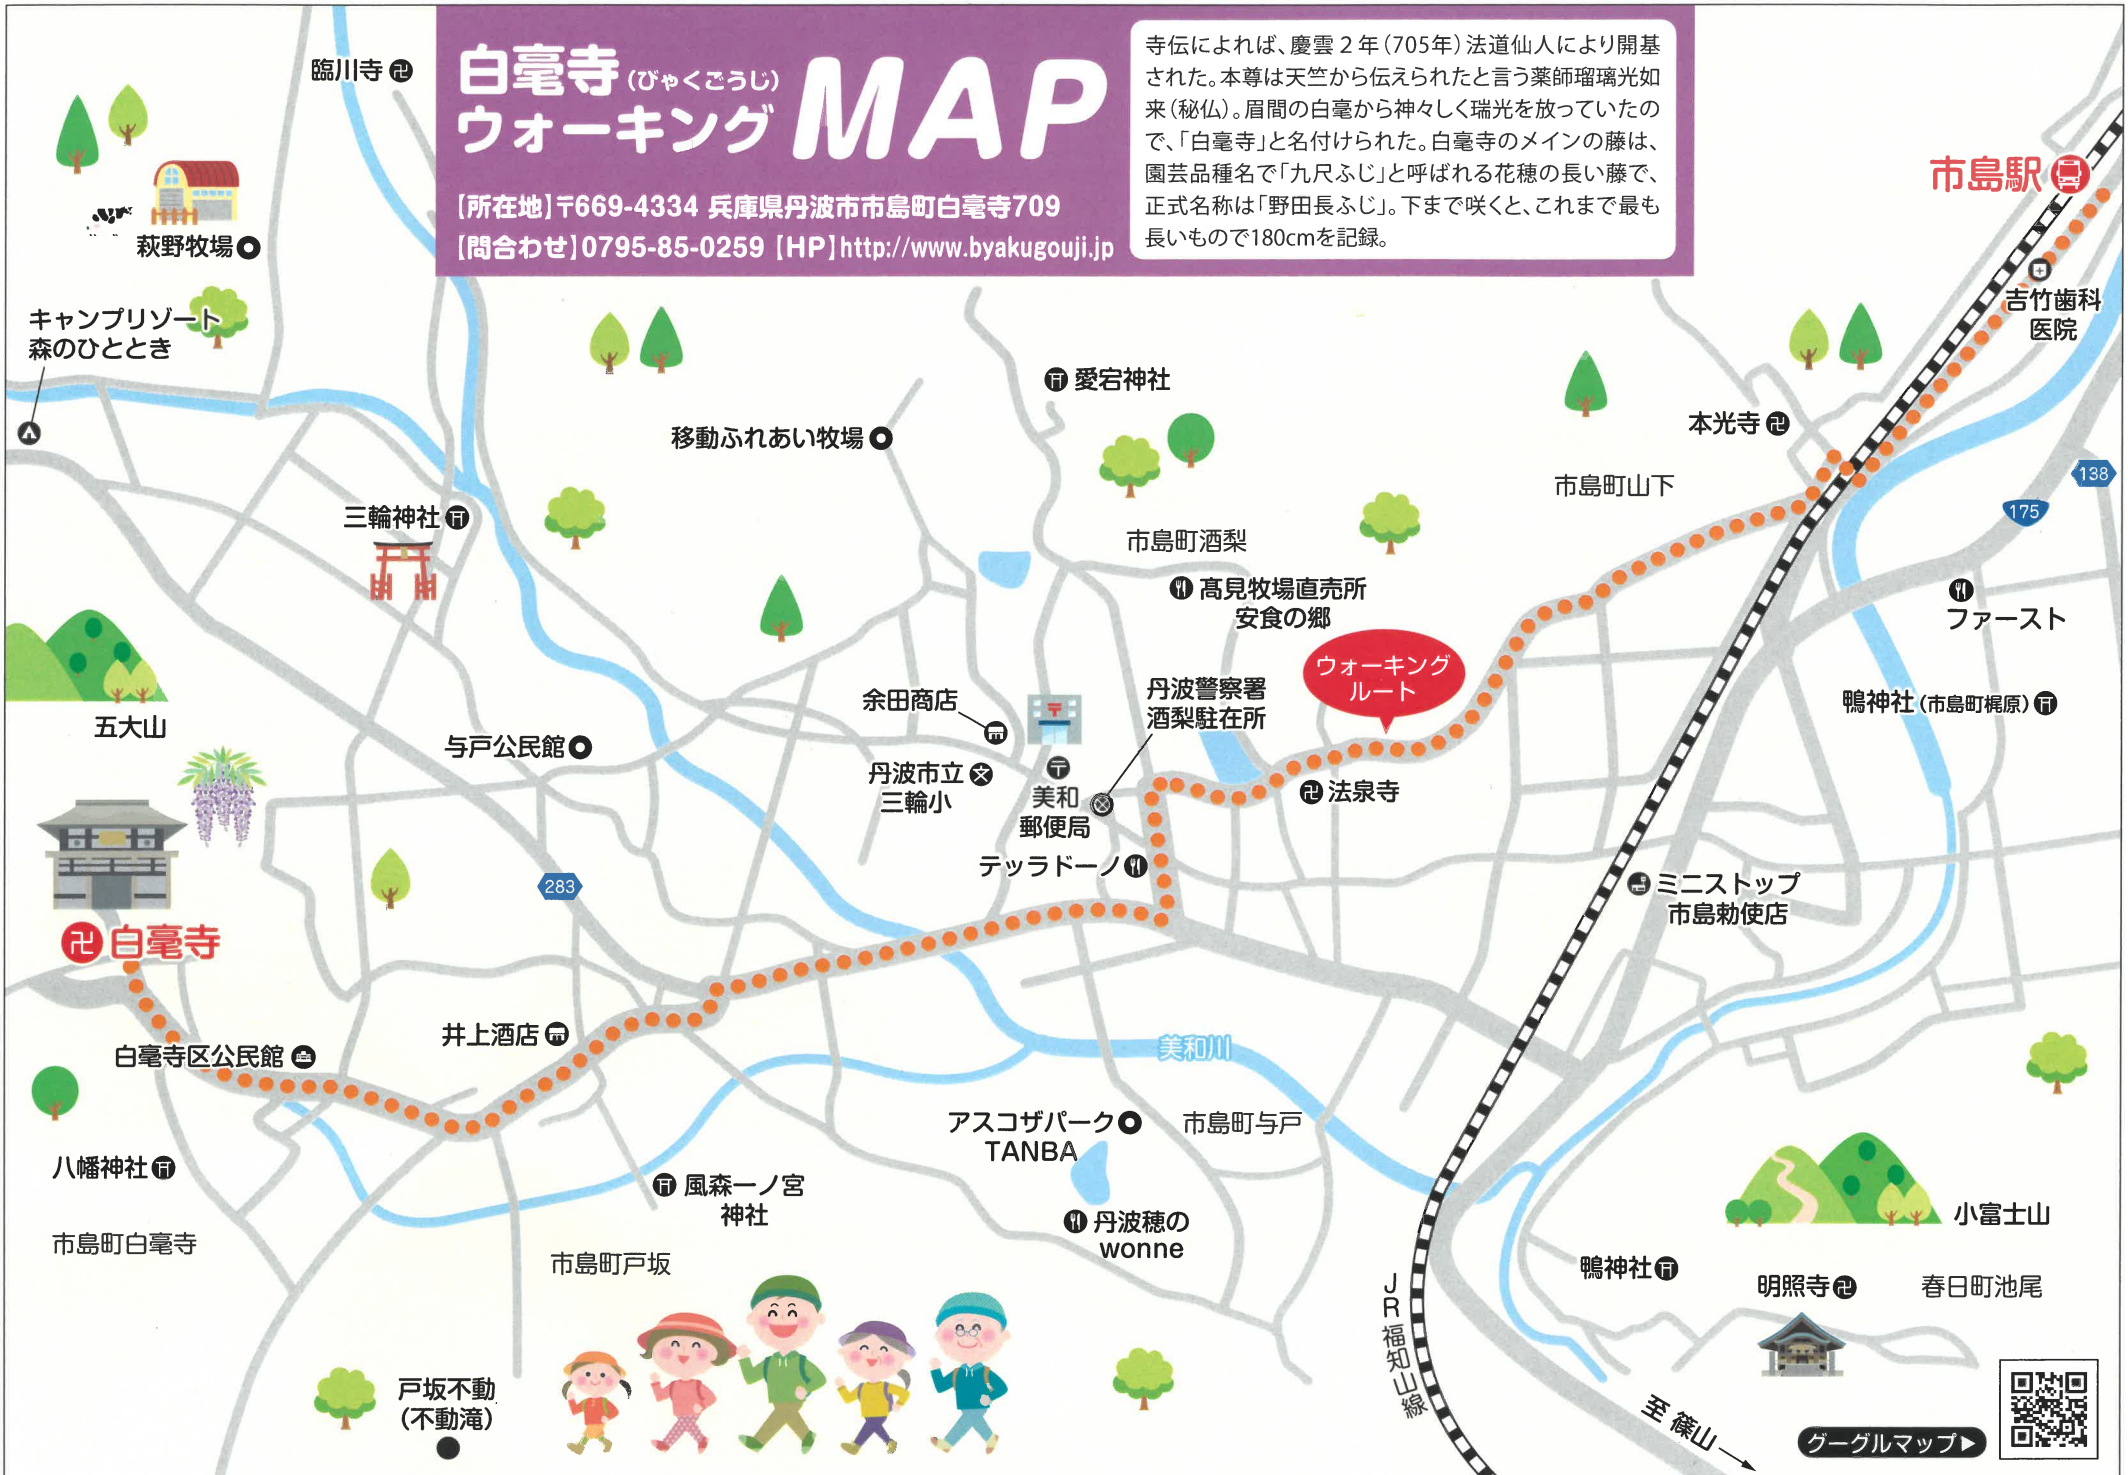 白毫寺(びゃくごうじ)
ウォーキング
MAP
【所在地】〒669-4334 兵庫県丹波市市島町白毫寺709
【問合わせ】0795-85-0259【HP】http://www.byakugouji.jp
寺伝によれば、慶雲2年(705年)法道仙人により開基
された。本尊は天竺から伝えられたと言う薬師瑠璃光如
来(秘仏)。眉間の白毫から神々しく瑞光を放っていたの
で、「白毫寺」と名付けられた。白毫寺のメインの藤は、
園芸品種名で「九尺ふじ」と呼ばれる花穂の長い藤で、
正式名称は「野田長ふじ」。下まで咲くと、これまで最も
長いもので180cmを記録。
臨川寺
萩野牧場
キャンプリゾート
森のひととき
市島駅
吉竹歯科
医院
愛宕神社
移動ふれあい牧場
本光寺
市島町山下
138
175
三輪神社
市島町酒梨
髙見牧場直売所
安食の郷
ファースト
ウォーキング
ルート
丹波警察署
酒梨駐在所
余田商店
鴨神社(市島町梶原)
五大山
与戸公民館
丹波市立
三輪小
美和
郵便局
法泉寺
テッラドーノ
283
ミニストップ
市島勅使店
白毫寺
井上酒店
白毫寺区公民館
美和川
アスコザパーク
TANBA
市島町与戸
八幡神社
風森一ノ宮
神社
丹波穂の
wonne
市島町白毫寺
市島町戸坂
小富士山
鴨神社
明照寺
春日町池尾
JR福知山線
戸坂不動
(不動滝)
至 篠山
グーグルマップ▶